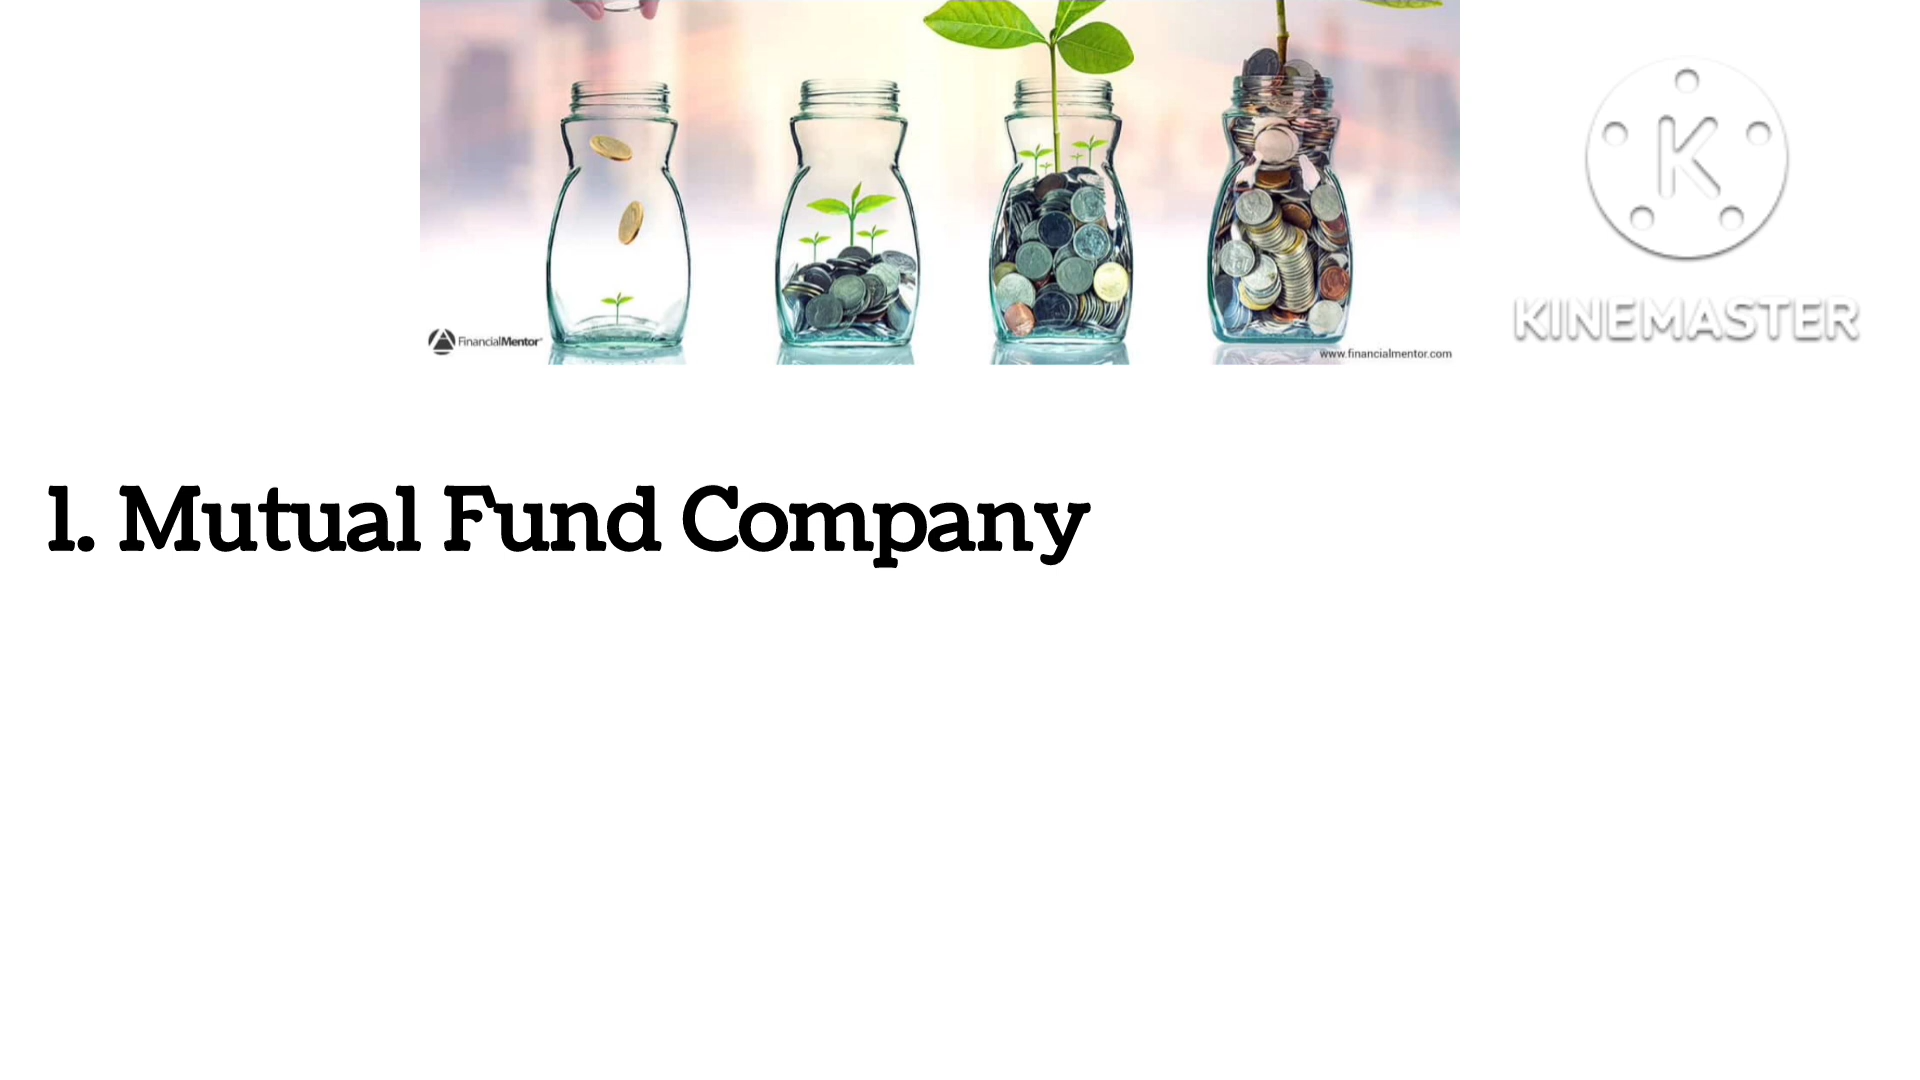 FinancialMentor
www.financialmentor.com
K
KINEMASTER
1. Mutual Fund Company